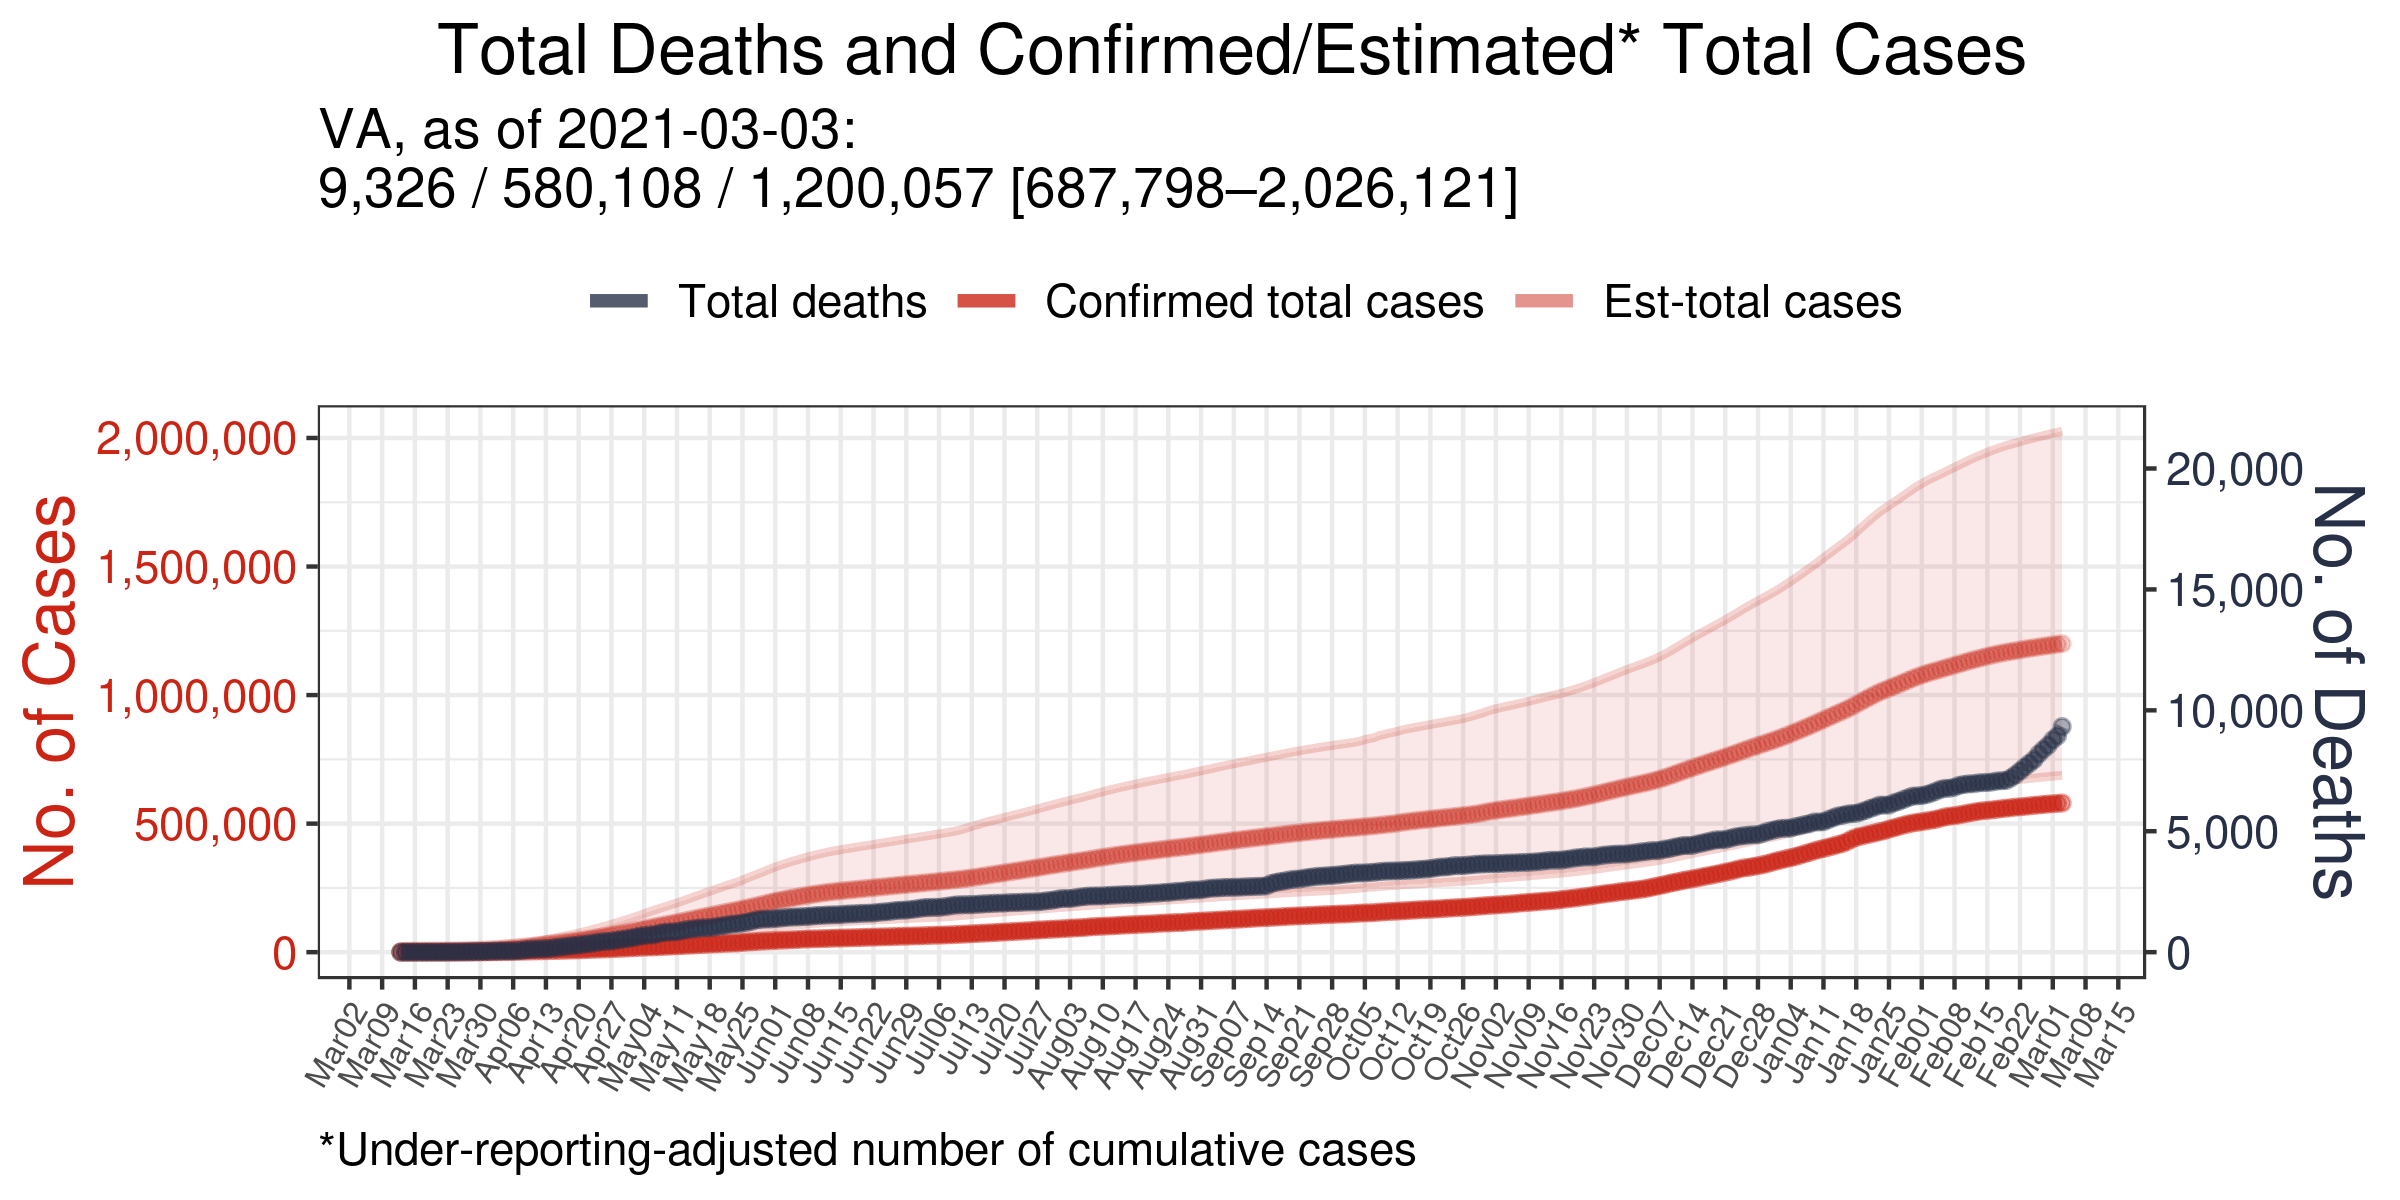 Total Deaths and Confirmed/Estimated* Total Cases
VA, as of 2021-03-03:
9,326 / 580,108 / 1,200,057 [687,798–2,026,121]
Total deaths
Confirmed total cases
Est-total cases
No. of Cases
2,000,000
1,500,000
1,000,000
500,000
0
20,000
15,000
10,000
5,000
0
No. of Deaths
Mar02
Mar09
Mar16
Mar23
Mar30
Apr06
Apr13
Apr20
Apr27
May04
May11
May18
May25
Jun01
Jun08
Jun15
Jun22
Jun29
Jul06
Jul13
Jul20
Jul27
Aug03
Aug10
Aug17
Aug24
Aug31
Sep07
Sep14
Sep21
Sep28
Oct05
Oct12
Oct19
Oct26
Nov02
Nov09
Nov16
Nov23
Nov30
Dec07
Dec14
Dec21
Dec28
Jan04
Jan11
Jan18
Jan25
Feb01
Feb08
Feb15
Feb22
Mar01
Mar08
Mar15
*Under-reporting-adjusted number of cumulative cases